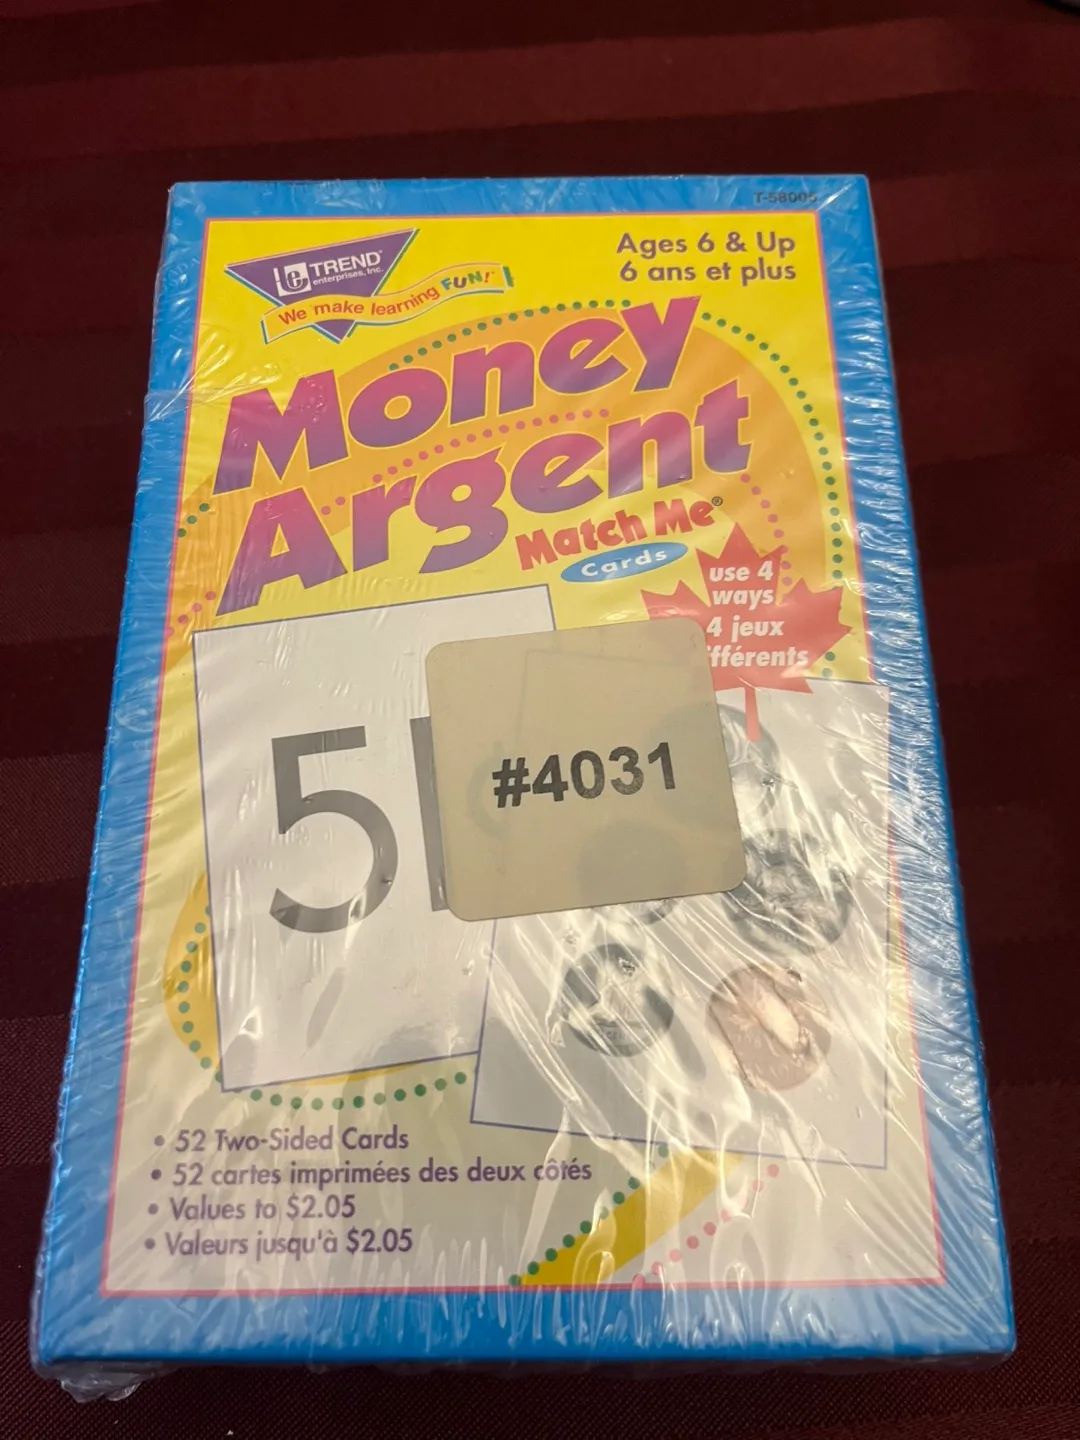 T-58005
Ages 6 & Up
6 ans et plus
e TREND®
enterprises, Inc.
We make learning FUN!™
Money
Argent
Match Me®
Cards
use 4
ways
4 jeux
fférents
5
#4031
• 52 Two-Sided Cards
• 52 cartes imprimées des deux côtés
• Values to $2.05
• Valeurs jusqu'à $2.05